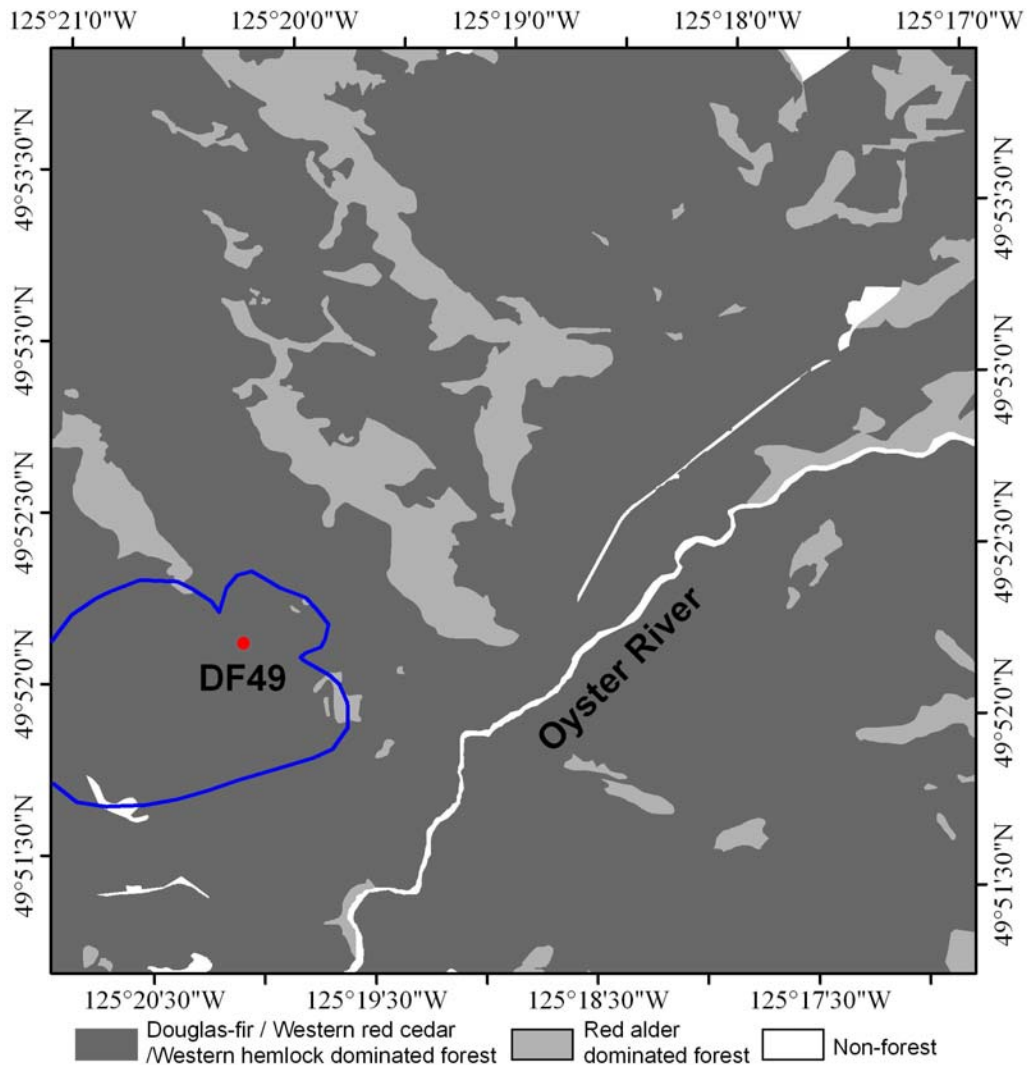 125°21'0"W 125°20'0"W 125°19'0"W 125°18'0"W 125°17'0"W
49°53'30"N
49°53'0"N
49°52'30"N
49°52'0"N
49°51'30"N
49°53'30"N
49°53'0"N
49°52'30"N
49°52'0"N
49°51'30"N
DF49
Oyster River
125°20'30"W 125°19'30"W 125°18'30"W 125°17'30"W
Douglas-fir / Western red cedar
/Western hemlock dominated forest
Red alder
dominated forest
Non-forest